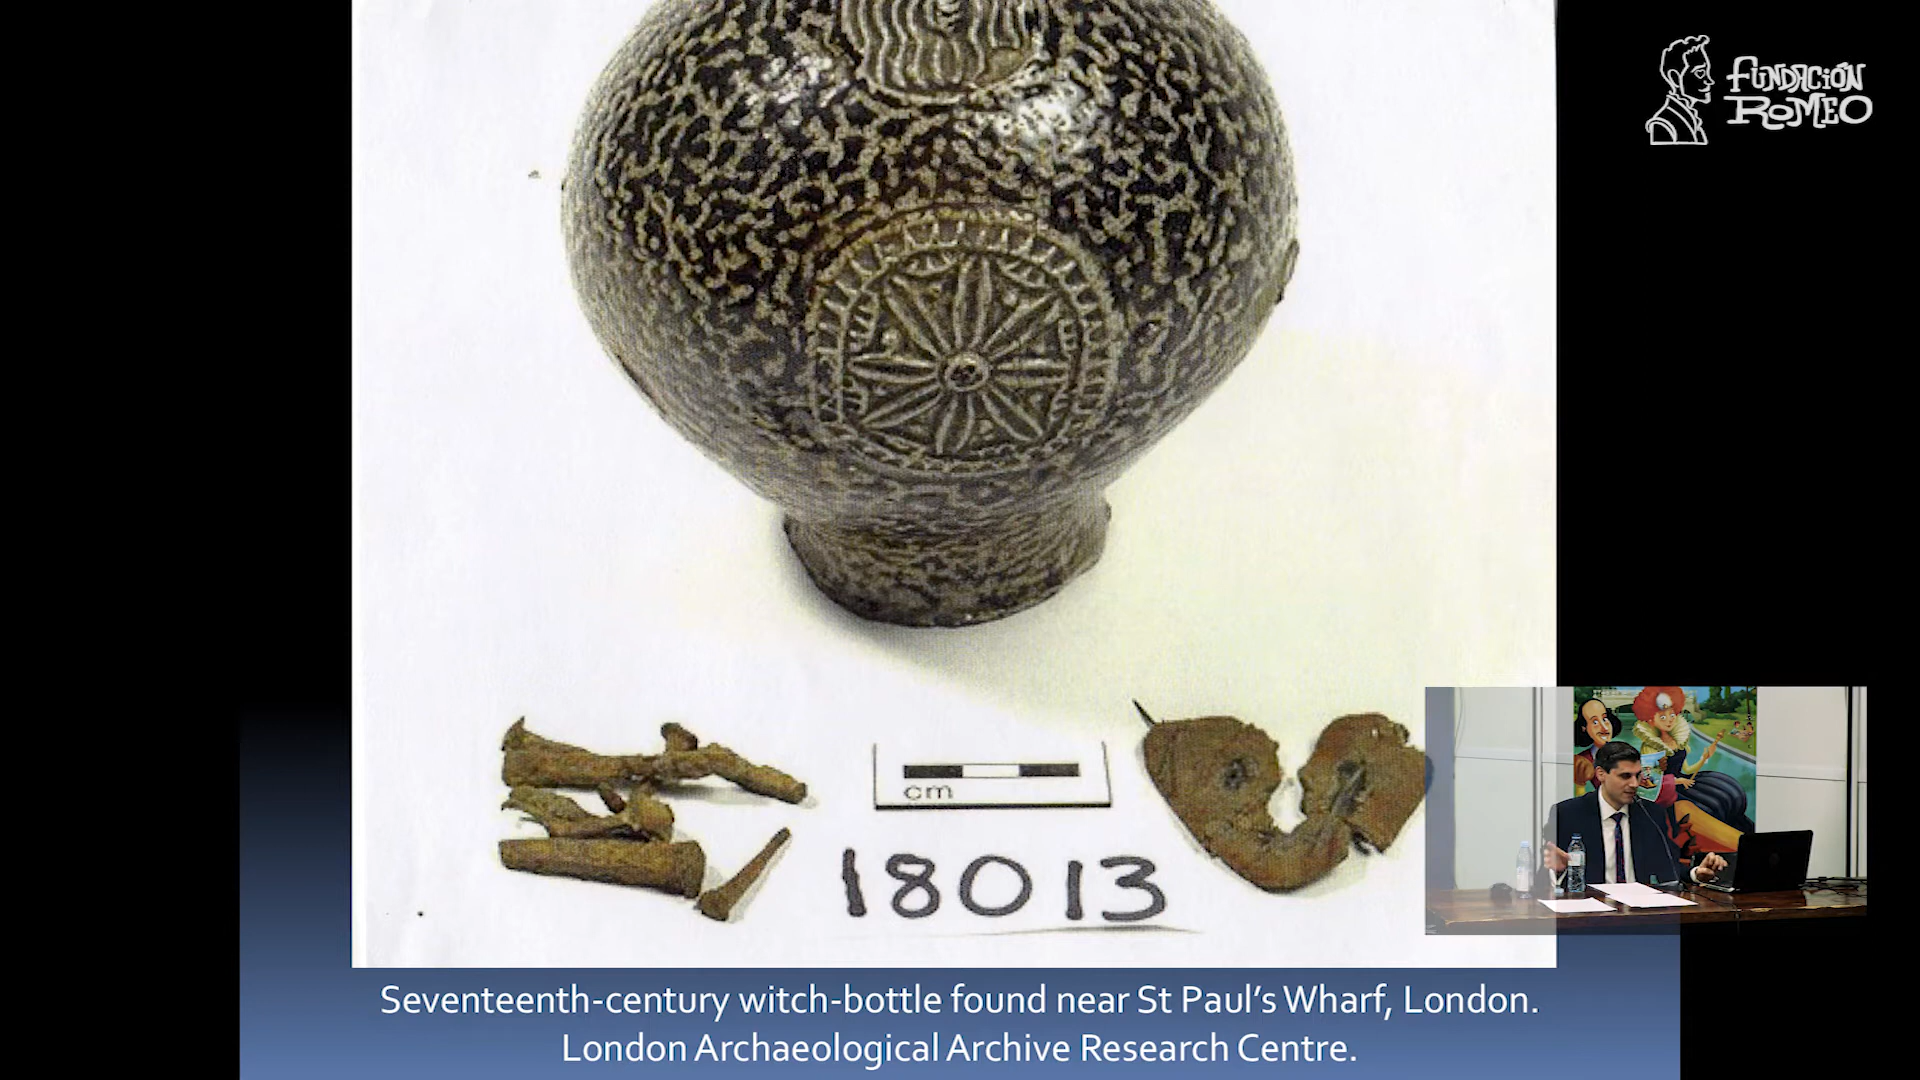 FUNDACIÓN
ROMEO
cm
18013
Seventeenth-century witch-bottle found near St Paul's Wharf, London.
London Archaeological Archive Research Centre.